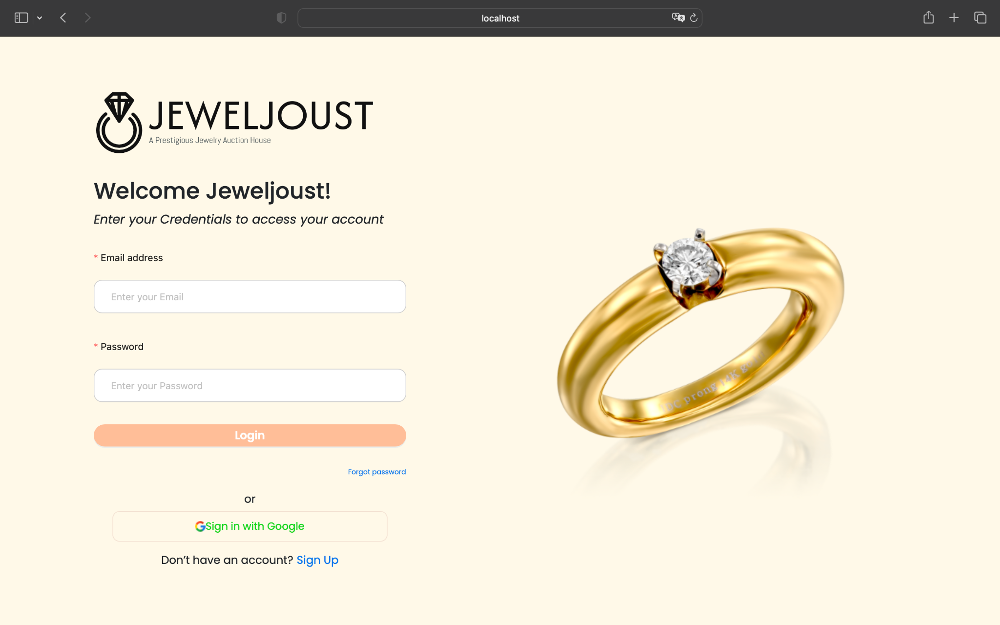 localhost
JEWELJOUST
A Prestigious Jewelry Auction House
Welcome Jeweljoust!
Enter your Credentials to access your account
* Email address
Enter your Email
* Password
Enter your Password
Login
Forgot password
or
Sign in with Google
Don't have an account? Sign Up
prong 14K